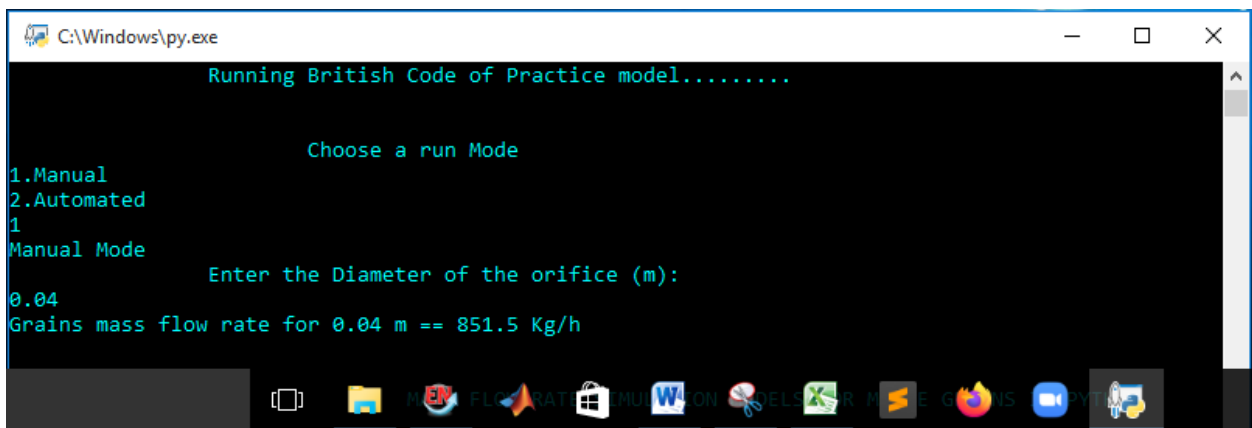 C:\Windows\py.exe
Running British Code of Practice model.........
Choose a run Mode
1.Manual
2.Automated
1
Manual Mode
Enter the Diameter of the orifice (m):
0.04
Grains mass flow rate for 0.04 m == 851.5 Kg/h